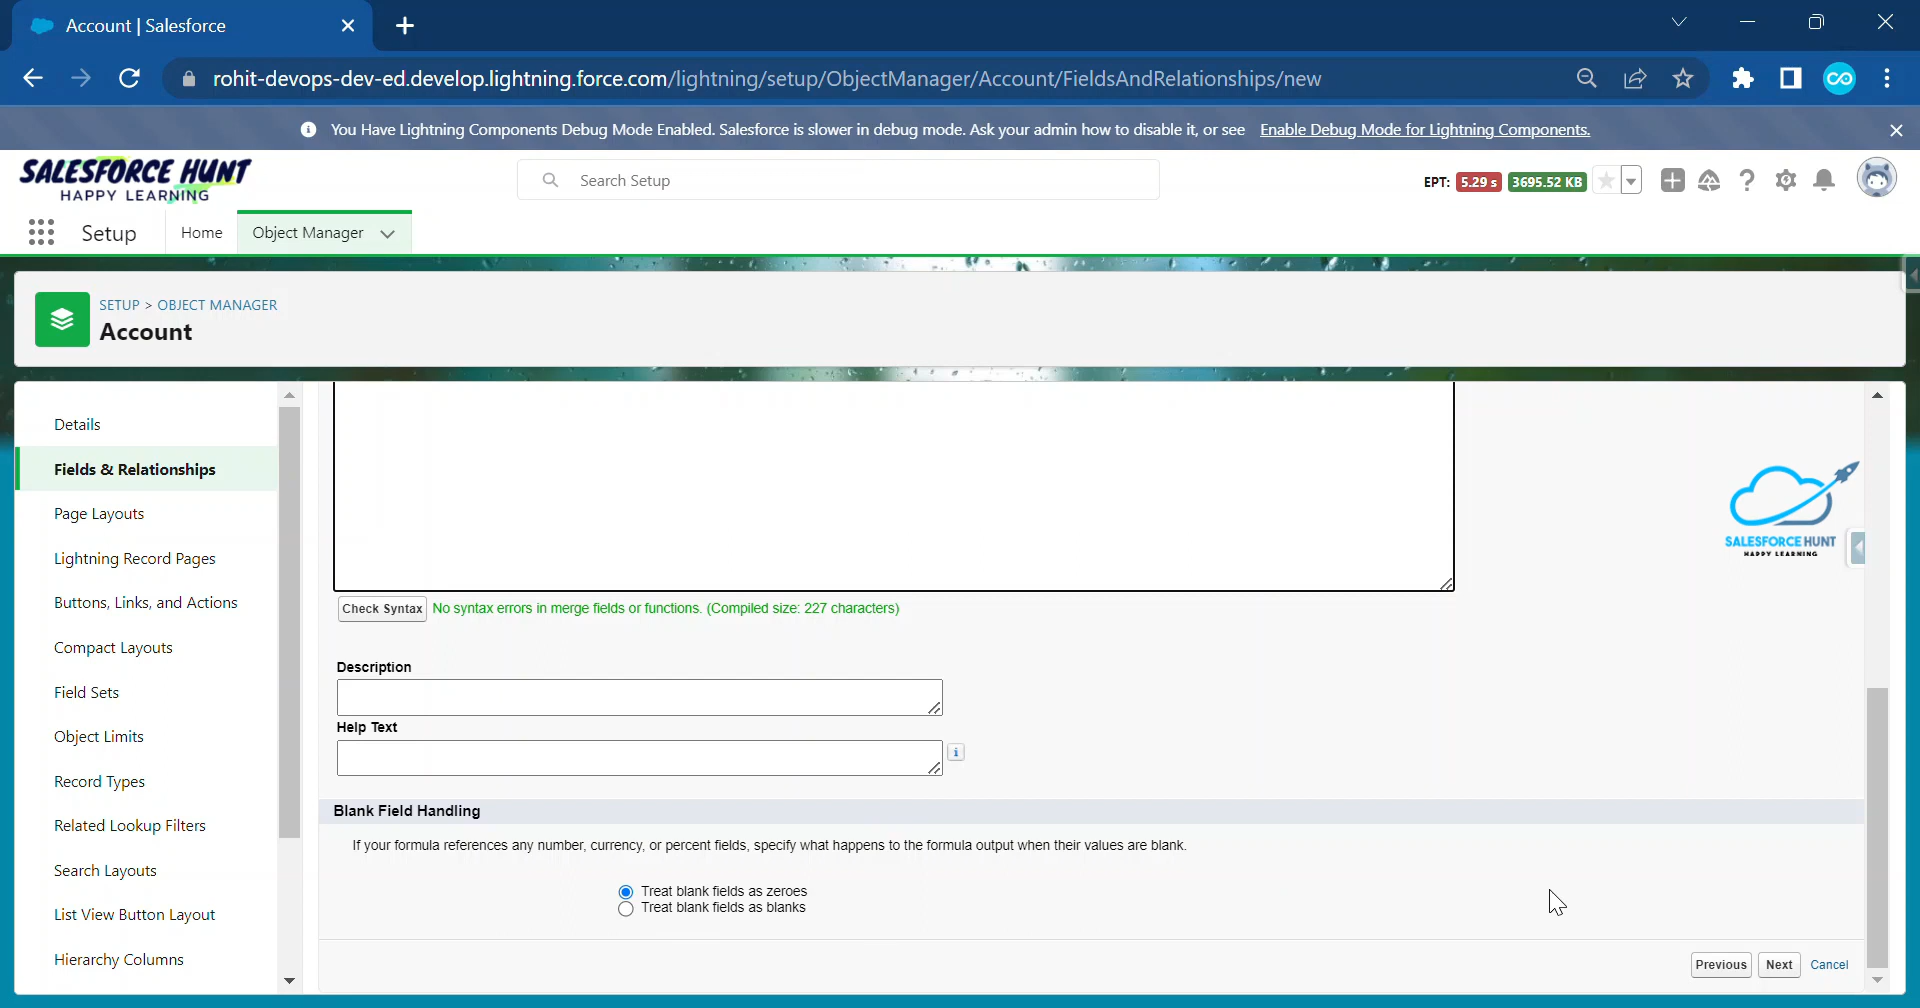 Account | Salesforce
rohit-devops-dev-ed.develop.lightning.force.com/lightning/setup/ObjectManager/Account/FieldsAndRelationships/new
You Have Lightning Components Debug Mode Enabled. Salesforce is slower in debug mode. Ask your admin how to disable it, or see Enable Debug Mode for Lightning Components.
SALESFORCE HUNT
HAPPY LEARNING
Search Setup
EPT: 5.29 s 3695.52 KB
Setup
Home
Object Manager
SETUP > OBJECT MANAGER
Account
Details
Fields & Relationships
Page Layouts
Lightning Record Pages
Buttons, Links, and Actions
Compact Layouts
Field Sets
Object Limits
Record Types
Related Lookup Filters
Search Layouts
List View Button Layout
Hierarchy Columns
SALESFORCE HUNT
HAPPY LEARNING
Check Syntax No syntax errors in merge fields or functions. (Compiled size: 227 characters)
Description
Help Text
Blank Field Handling
If your formula references any number, currency, or percent fields, specify what happens to the formula output when their values are blank.
Treat blank fields as zeroes
Treat blank fields as blanks
Previous Next Cancel